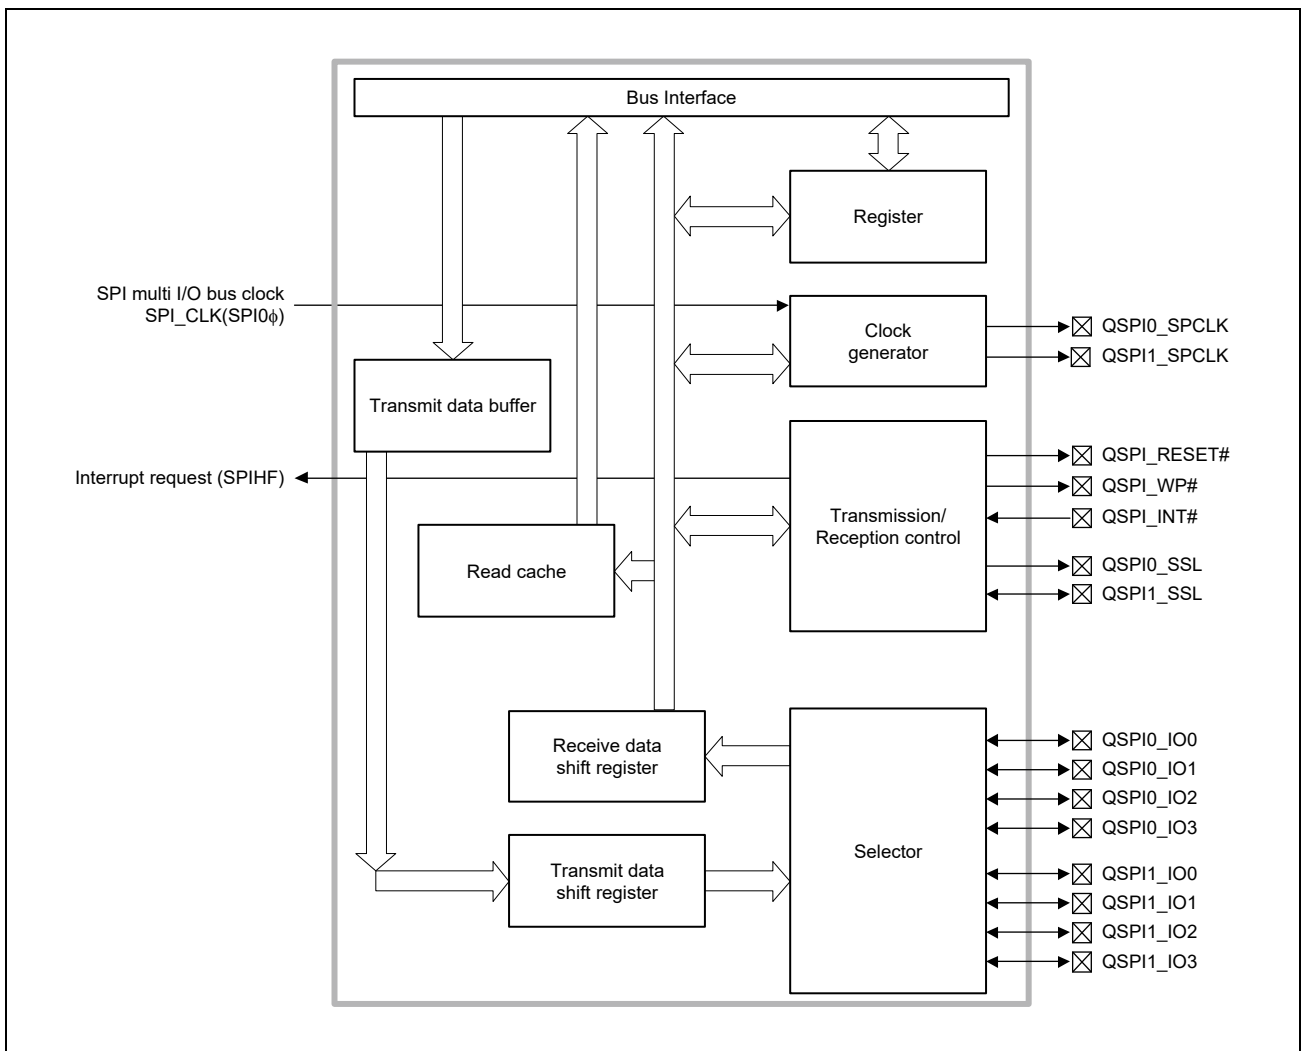 Bus Interface
Register
SPI multi I/O bus clock
SPI_CLK(SPI0ϕ)
Clock
generator
QSPI0_SPCLK
QSPI1_SPCLK
Transmit data buffer
Interrupt request (SPIHF)
Transmission/
Reception control
QSPI_RESET#
QSPI_WP#
QSPI_INT#
QSPI0_SSL
QSPI1_SSL
Read cache
Receive data
shift register
Transmit data
shift register
Selector
QSPI0_IO0
QSPI0_IO1
QSPI0_IO2
QSPI0_IO3
QSPI1_IO0
QSPI1_IO1
QSPI1_IO2
QSPI1_IO3